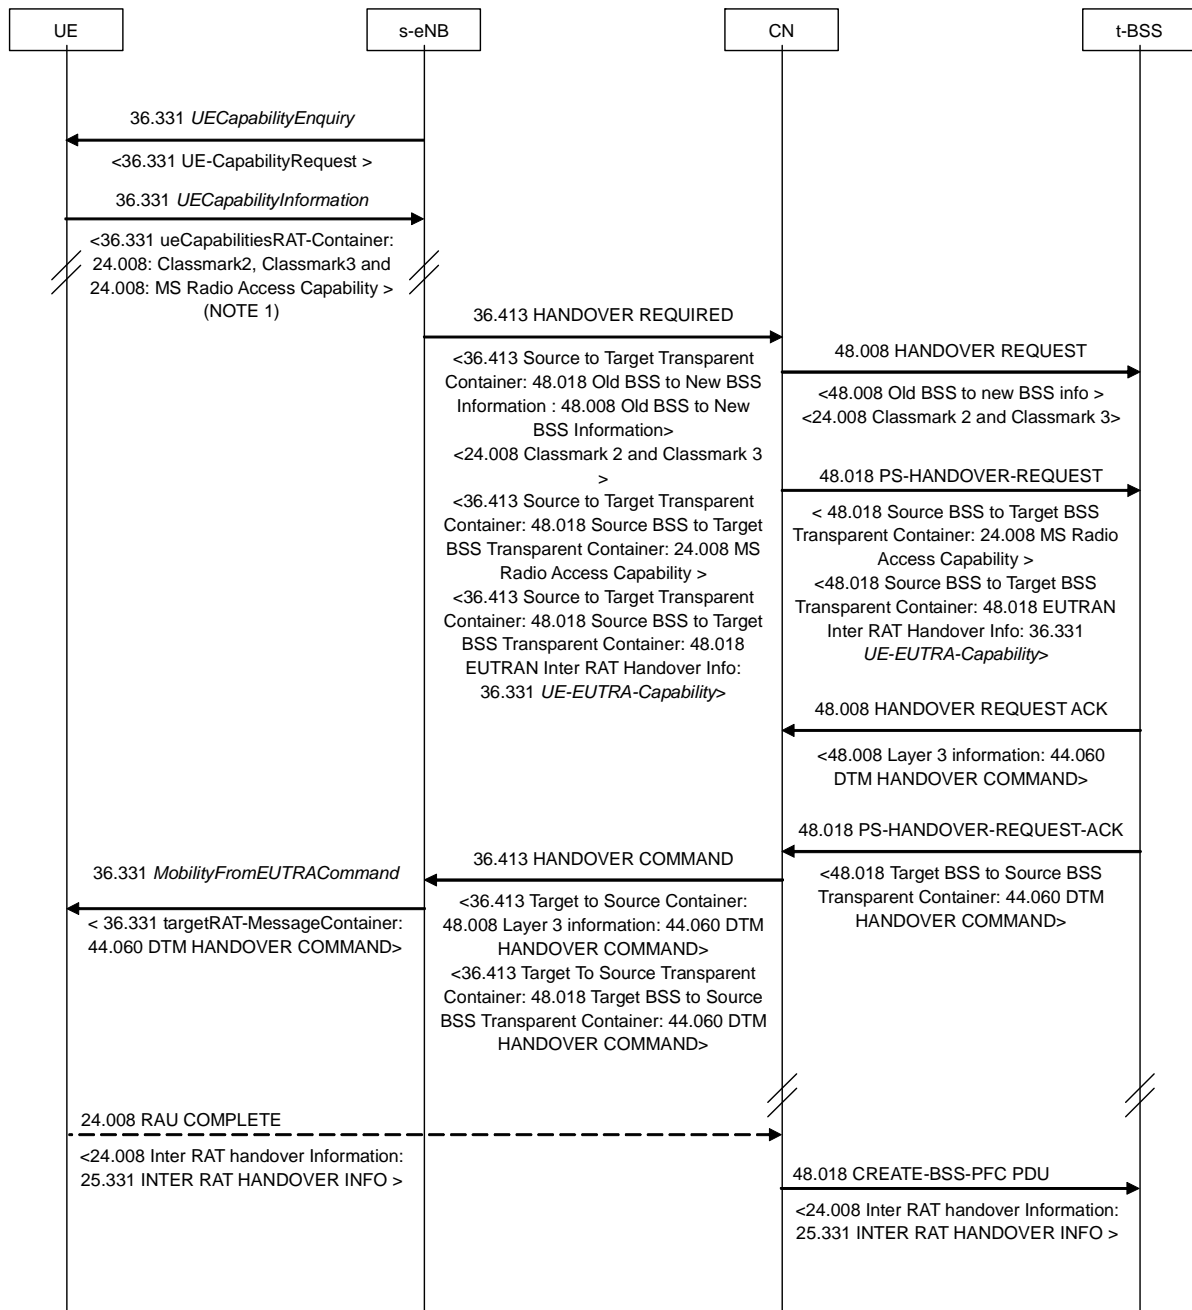 UE
s-eNB
CN
t-BSS
36.331 UECapabilityEnquiry
<36.331 UE-CapabilityRequest >
36.331 UECapabilityInformation
<36.331 ueCapabilitiesRAT-Container:
24.008: Classmark2, Classmark3 and
24.008: MS Radio Access Capability >
(NOTE 1)
36.413 HANDOVER REQUIRED
<36.413 Source to Target Transparent
Container: 48.018 Old BSS to New BSS
Information : 48.008 Old BSS to New
BSS Information>
<24.008 Classmark 2 and Classmark 3
>
<36.413 Source to Target Transparent
Container: 48.018 Source BSS to Target
BSS Transparent Container: 24.008 MS
Radio Access Capability >
<36.413 Source to Target Transparent
Container: 48.018 Source BSS to Target
BSS Transparent Container: 48.018
EUTRAN Inter RAT Handover Info:
36.331 UE-EUTRA-Capability>
48.008 HANDOVER REQUEST
<48.008 Old BSS to new BSS info >
<24.008 Classmark 2 and Classmark 3>
48.018 PS-HANDOVER-REQUEST
< 48.018 Source BSS to Target BSS
Transparent Container: 24.008 MS Radio
Access Capability >
<48.018 Source BSS to Target BSS
Transparent Container: 48.018 EUTRAN
Inter RAT Handover Info: 36.331
UE-EUTRA-Capability>
48.008 HANDOVER REQUEST ACK
<48.008 Layer 3 information: 44.060
DTM HANDOVER COMMAND>
48.018 PS-HANDOVER-REQUEST-ACK
<48.018 Target BSS to Source BSS
Transparent Container: 44.060 DTM
HANDOVER COMMAND>
36.413 HANDOVER COMMAND
<36.413 Target to Source Container:
48.008 Layer 3 information: 44.060 DTM
HANDOVER COMMAND>
<36.413 Target To Source Transparent
Container: 48.018 Target BSS to Source
BSS Transparent Container: 44.060 DTM
HANDOVER COMMAND>
36.331 MobilityFromEUTRACommand
< 36.331 targetRAT-MessageContainer:
44.060 DTM HANDOVER COMMAND>
24.008 RAU COMPLETE
<24.008 Inter RAT handover Information:
25.331 INTER RAT HANDOVER INFO >
48.018 CREATE-BSS-PFC PDU
<24.008 Inter RAT handover Information:
25.331 INTER RAT HANDOVER INFO >